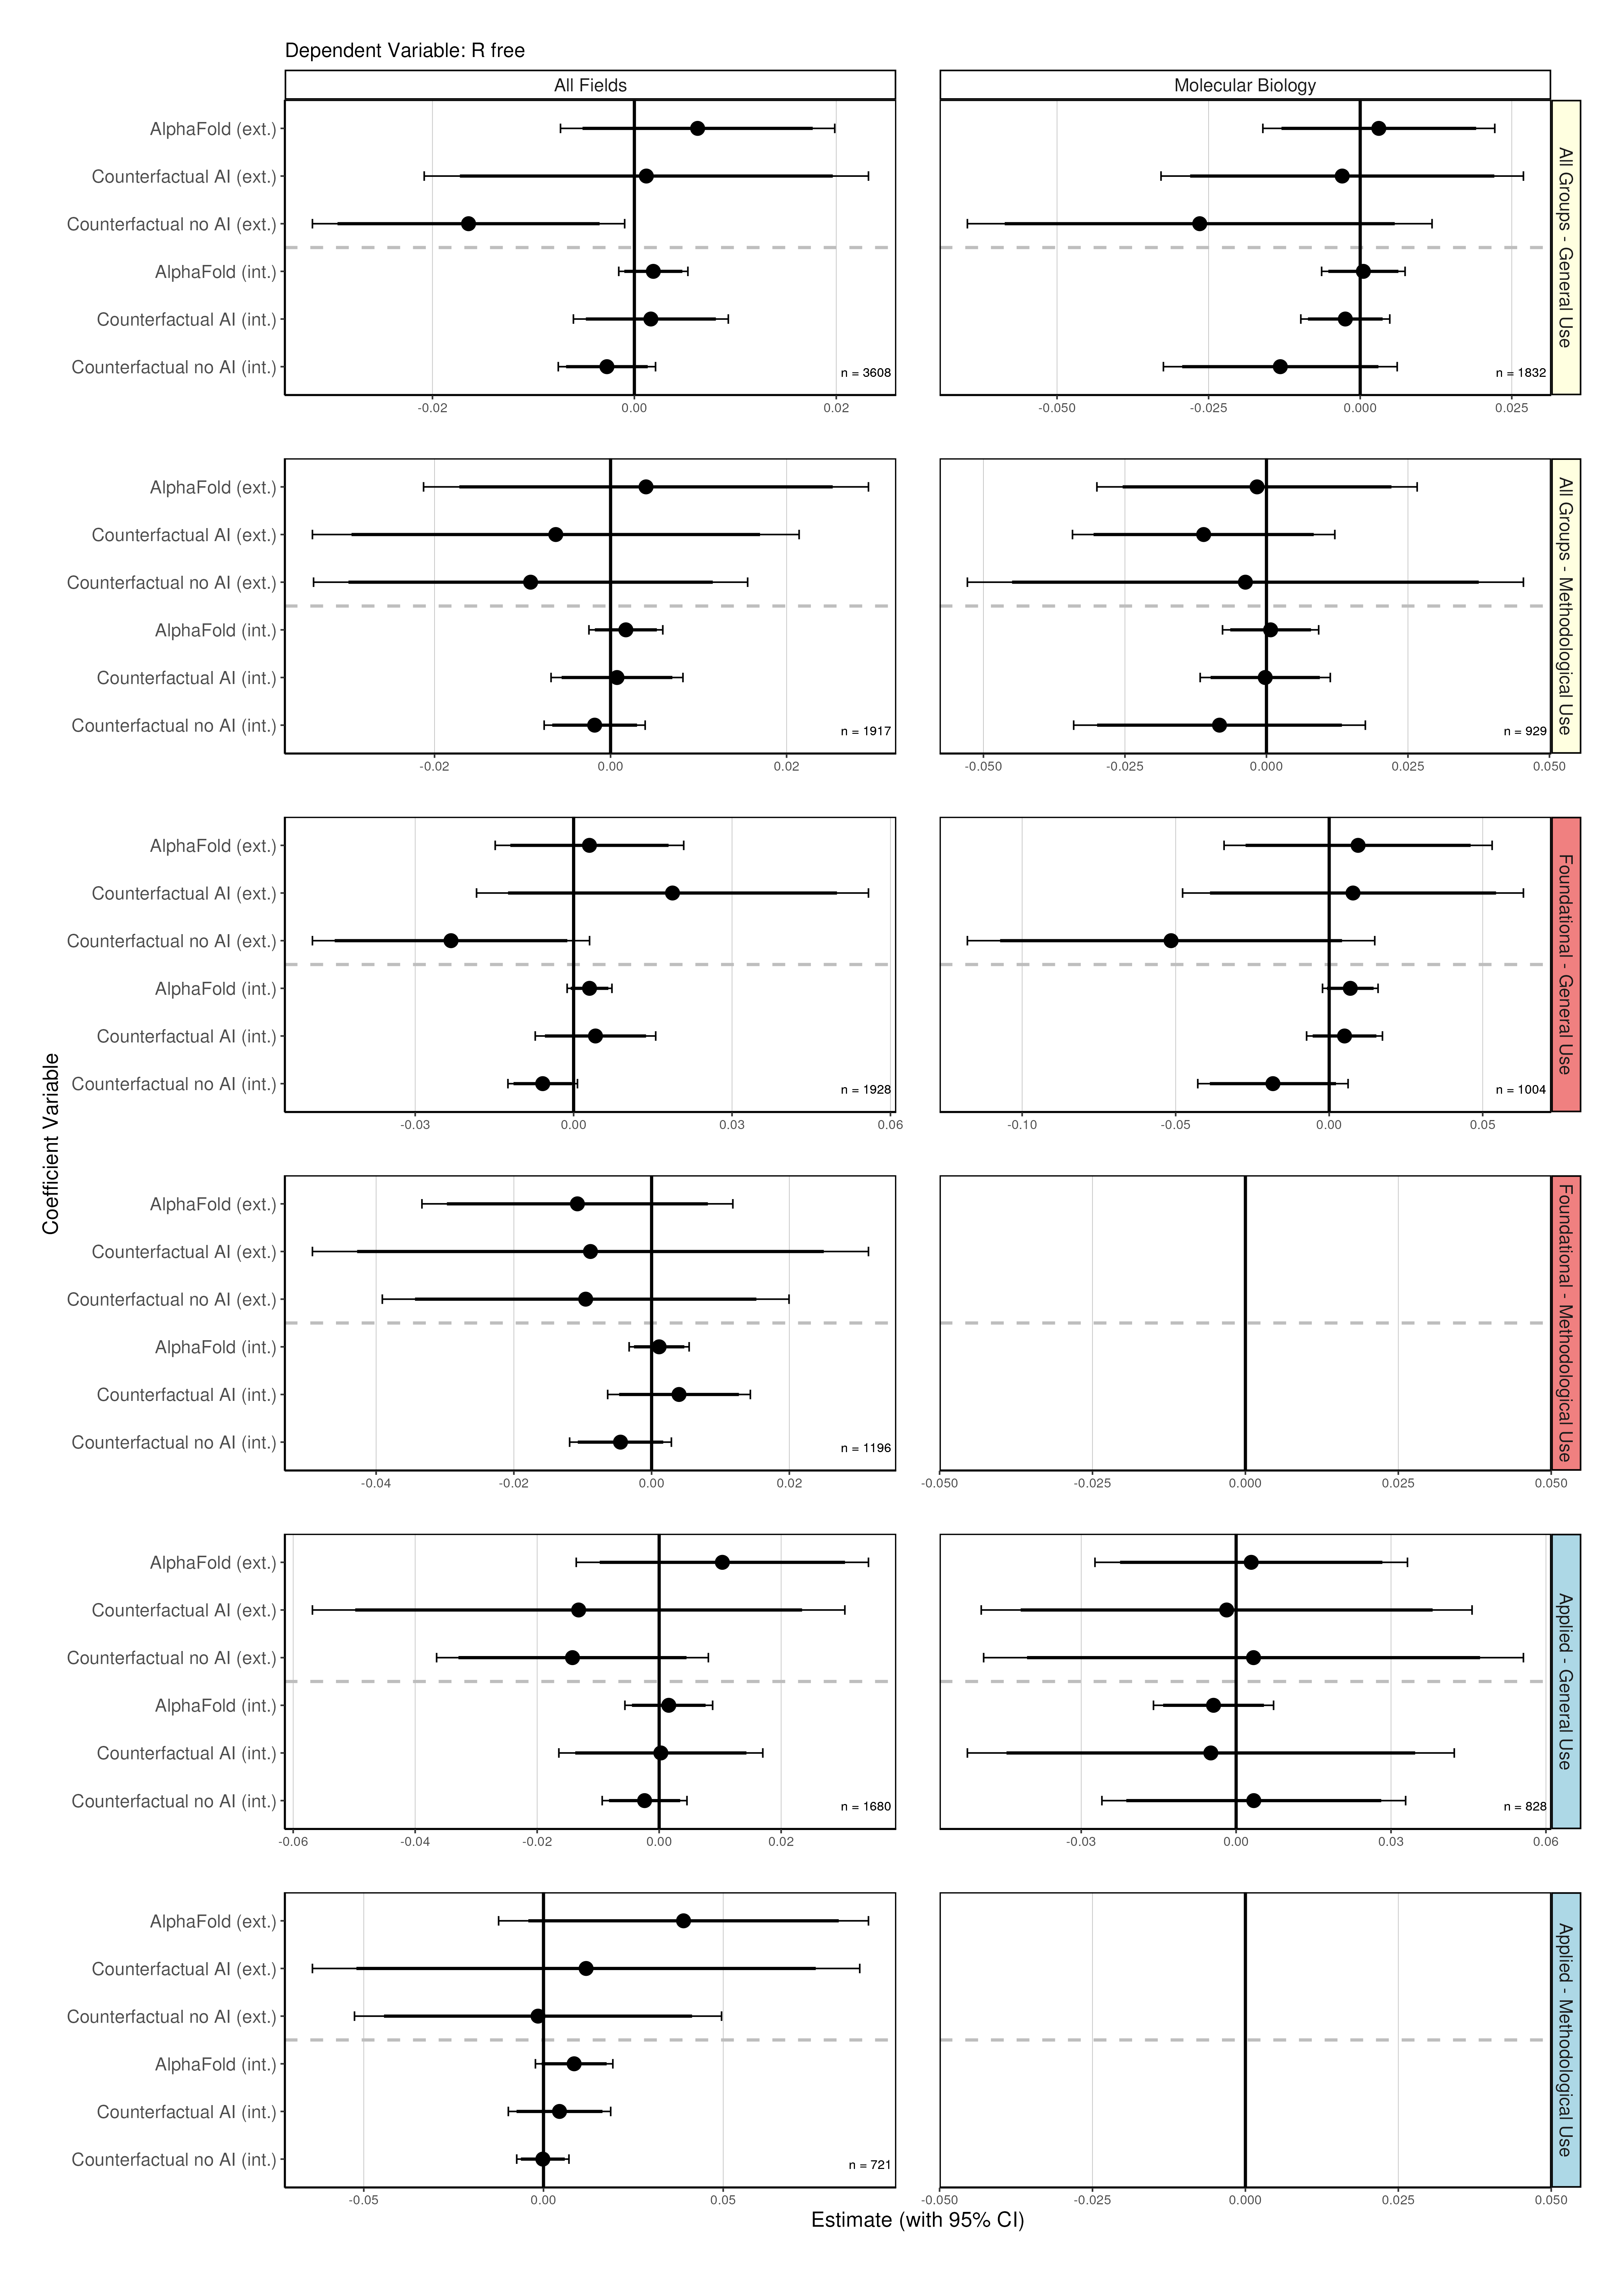 Dependent Variable: R free
All Fields
Molecular Biology
AlphaFold (ext.)
Counterfactual AI (ext.)
Counterfactual no AI (ext.)
AlphaFold (int.)
Counterfactual AI (int.)
Counterfactual no AI (int.)
n = 3608
n = 1832
All Groups - General Use
-0.02
0.00
0.02
-0.050
-0.025
0.000
0.025
AlphaFold (ext.)
Counterfactual AI (ext.)
Counterfactual no AI (ext.)
AlphaFold (int.)
Counterfactual AI (int.)
Counterfactual no AI (int.)
n = 1917
n = 929
All Groups - Methodological Use
-0.02
0.00
0.02
-0.050
-0.025
0.000
0.025
0.050
AlphaFold (ext.)
Counterfactual AI (ext.)
Counterfactual no AI (ext.)
AlphaFold (int.)
Counterfactual AI (int.)
Counterfactual no AI (int.)
n = 1928
n = 1004
Foundational - General Use
-0.03
0.00
0.03
0.06
-0.10
-0.05
0.00
0.05
Coefficient Variable
AlphaFold (ext.)
Counterfactual AI (ext.)
Counterfactual no AI (ext.)
AlphaFold (int.)
Counterfactual AI (int.)
Counterfactual no AI (int.)
n = 1196
Foundational - Methodological Use
-0.04
-0.02
0.00
0.02
-0.050
-0.025
0.000
0.025
0.050
AlphaFold (ext.)
Counterfactual AI (ext.)
Counterfactual no AI (ext.)
AlphaFold (int.)
Counterfactual AI (int.)
Counterfactual no AI (int.)
n = 1680
n = 828
Applied - General Use
-0.06
-0.04
-0.02
0.00
0.02
-0.03
0.00
0.03
0.06
AlphaFold (ext.)
Counterfactual AI (ext.)
Counterfactual no AI (ext.)
AlphaFold (int.)
Counterfactual AI (int.)
Counterfactual no AI (int.)
n = 721
Applied - Methodological Use
-0.05
0.00
0.05
-0.050
-0.025
0.000
0.025
0.050
Estimate (with 95% CI)